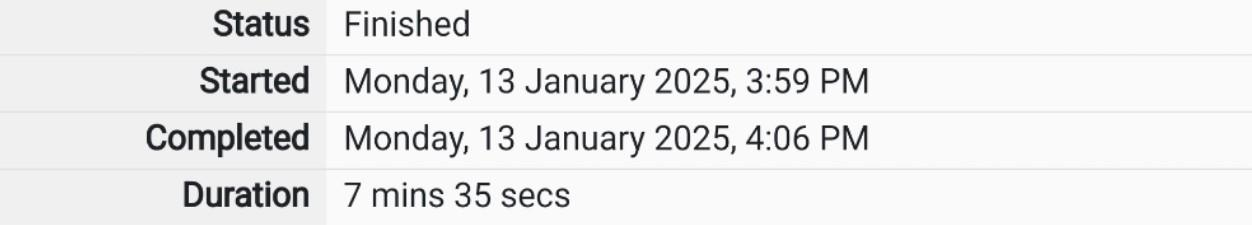 Status Finished
Started Monday, 13 January 2025, 3:59 PM
Completed Monday, 13 January 2025, 4:06 PM
Duration 7 mins 35 secs